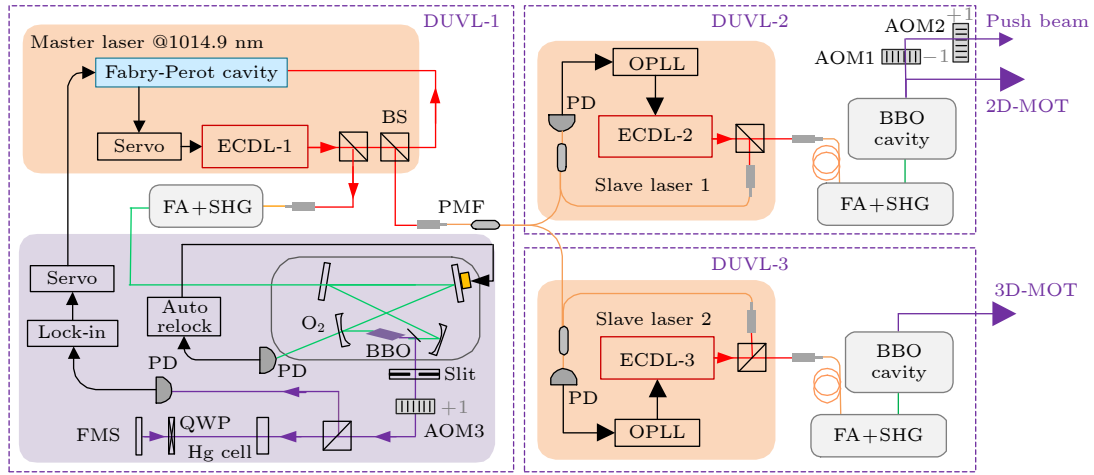 DUVL-1
Master laser @1014.9 nm
Fabry-Perot cavity
Servo
ECDL-1
BS
FA+SHG
PMF
Servo
Lock-in
Auto
relock
O2
BBO
PD
PD
Slit
+1
AOM3
FMS
QWP
Hg cell
DUVL-2
OPLL
PD
ECDL-2
Slave laser 1
FA+SHG
BBO
cavity
AOM1
−1
AOM2
+1
Push beam
2D-MOT
DUVL-3
Slave laser 2
ECDL-3
PD
OPLL
FA+SHG
BBO
cavity
3D-MOT